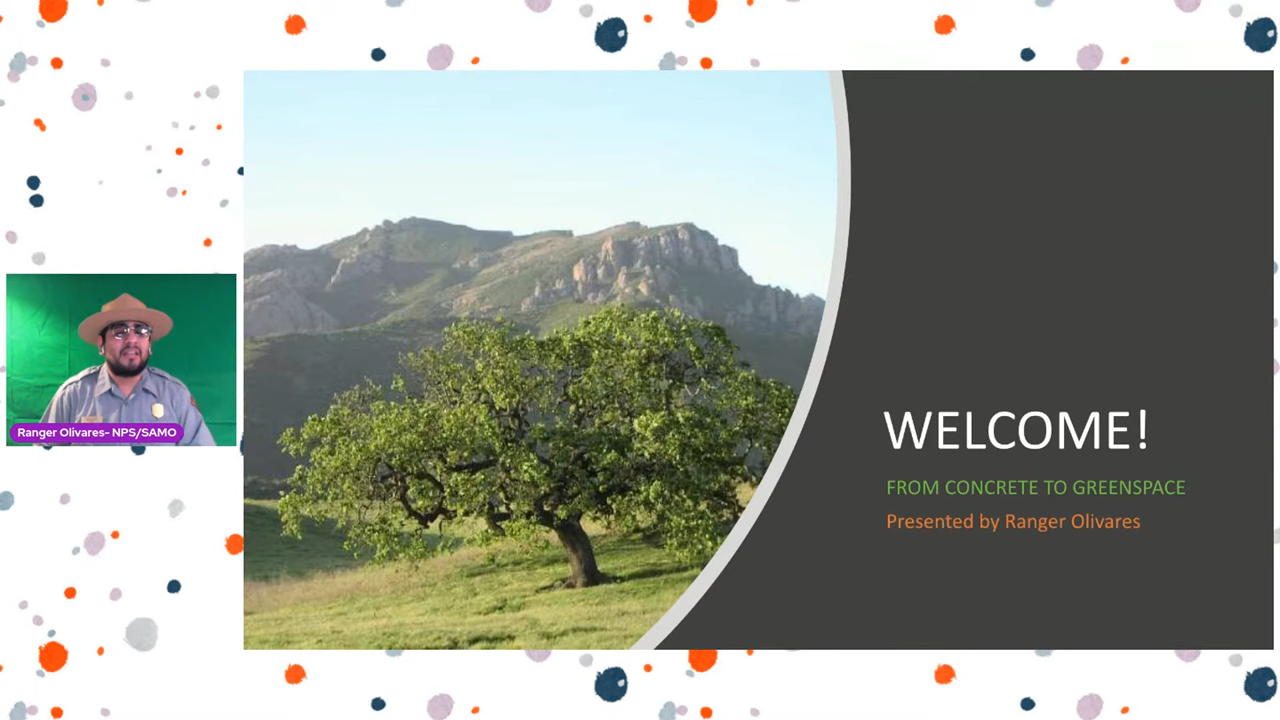 Ranger Olivares- NPS/SAMO
WELCOME!
FROM CONCRETE TO GREENSPACE
Presented by Ranger Olivares